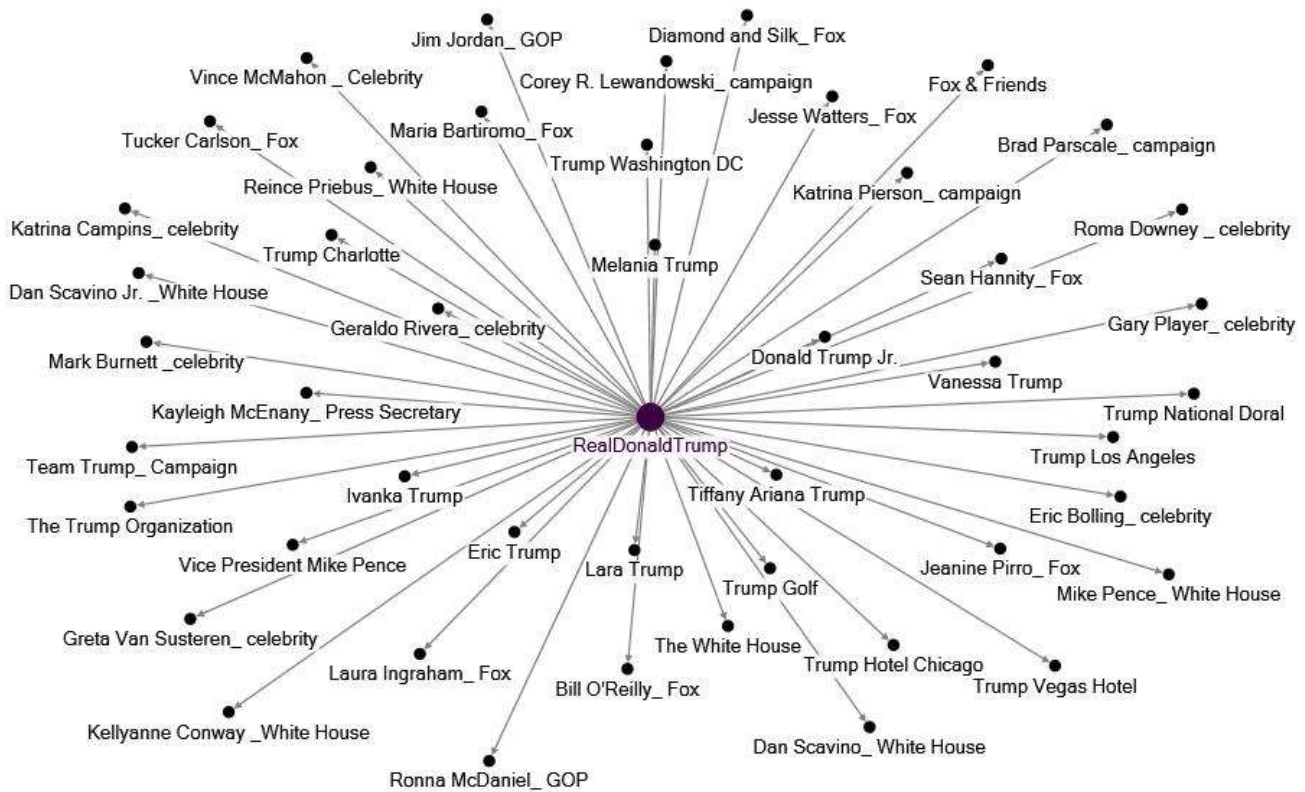 Jim Jordan_ GOP
Diamond and Silk_ Fox
Vince McMahon _ Celebrity
Corey R. Lewandowski_ campaign
Fox & Friends
Tucker Carlson_ Fox
Maria Bartiromo_ Fox
Jesse Watters_ Fox
Brad Parscale_ campaign
Trump Washington DC
Reince Priebus_ White House
Katrina Pierson_ campaign
Katrina Campins_ celebrity
Roma Downey _ celebrity
Trump Charlotte
Melania Trump
Sean Hannity_ Fox
Dan Scavino Jr. _White House
Geraldo Rivera_ celebrity
Gary Player_ celebrity
Mark Burnett _celebrity
Donald Trump Jr.
Vanessa Trump
Kayleigh McEnany_ Press Secretary
Trump National Doral
RealDonaldTrump
Trump Los Angeles
Team Trump_ Campaign
Ivanka Trump
Tiffany Ariana Trump
The Trump Organization
Eric Bolling_ celebrity
Vice President Mike Pence
Eric Trump
Lara Trump
Trump Golf
Jeanine Pirro_ Fox
Mike Pence_ White House
Greta Van Susteren_ celebrity
The White House
Laura Ingraham_ Fox
Bill O'Reilly_ Fox
Trump Hotel Chicago
Trump Vegas Hotel
Kellyanne Conway _White House
Dan Scavino_ White House
Ronna McDaniel_ GOP